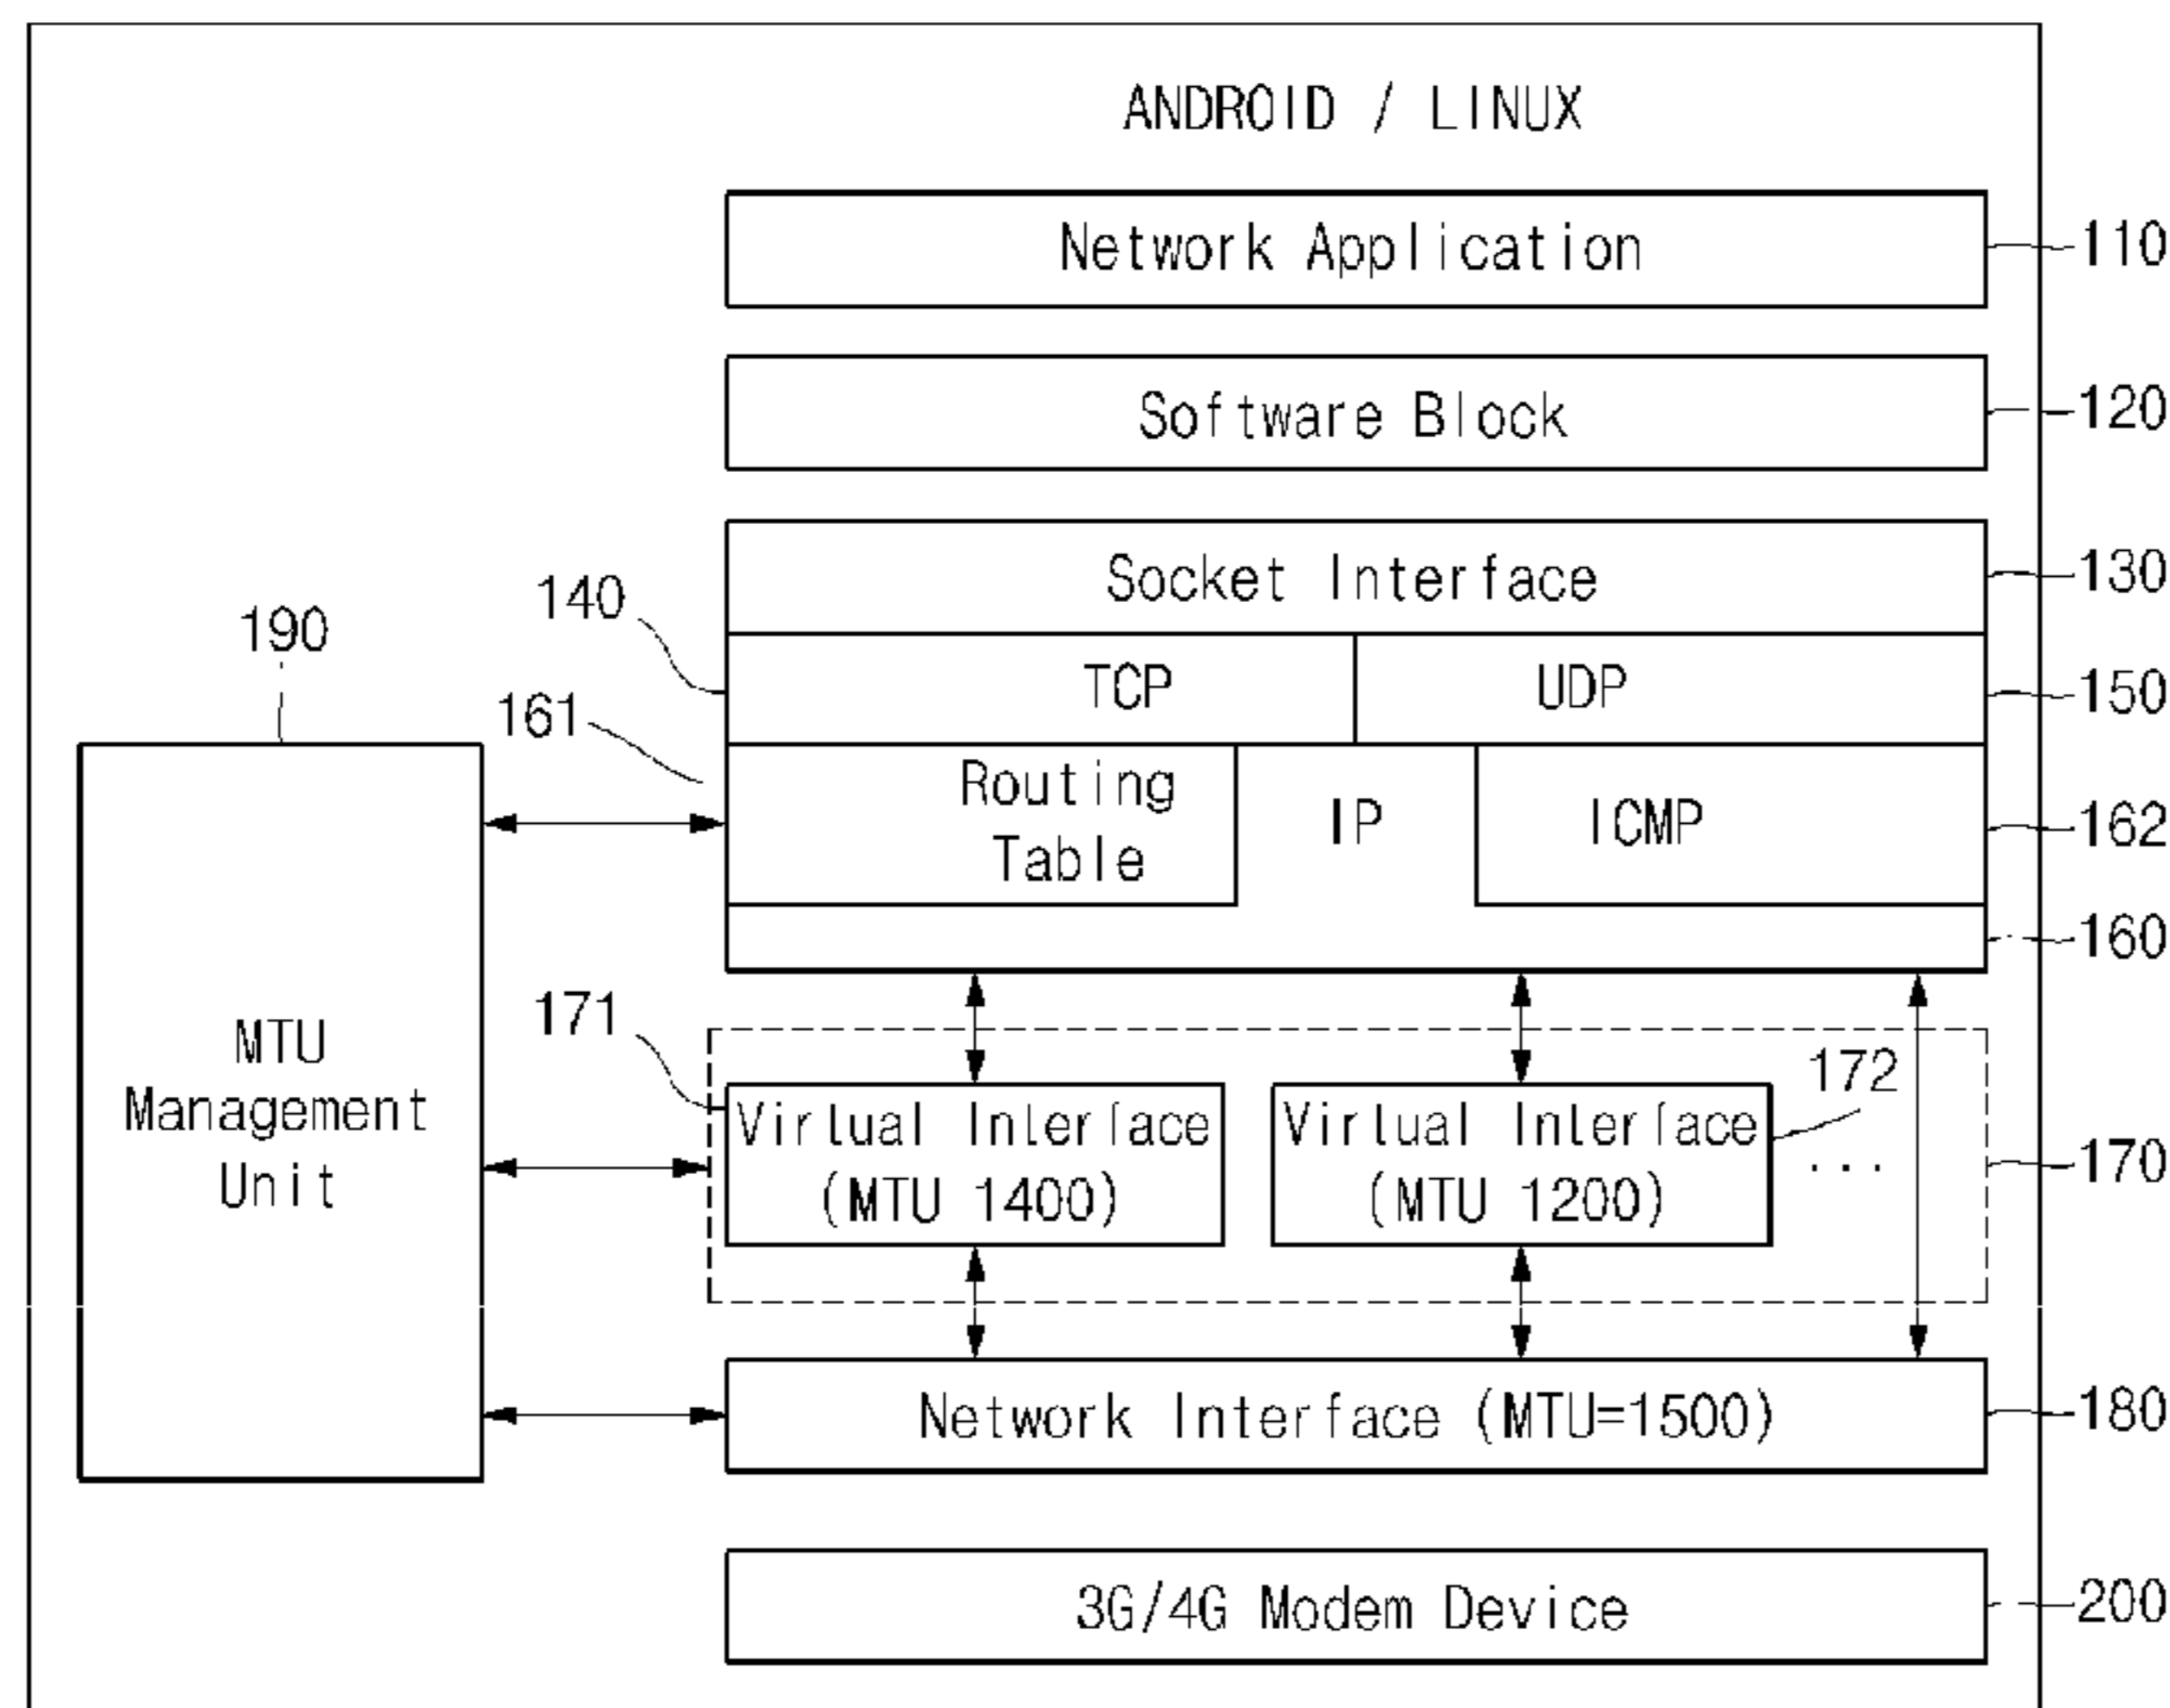 ANDROID / LINUX
Network Application
110
Software Block
120
Socket Interface
130
140
TCP
UDP
150
190
161
Routing
Table
IP
ICMP
162
160
MTU
Management
Unit
171
172
Virtual Interface
(MTU 1400)
Virtual Interface
(MTU 1200)
...
170
Network Interface (MTU=1500)
180
3G/4G Modem Device
200